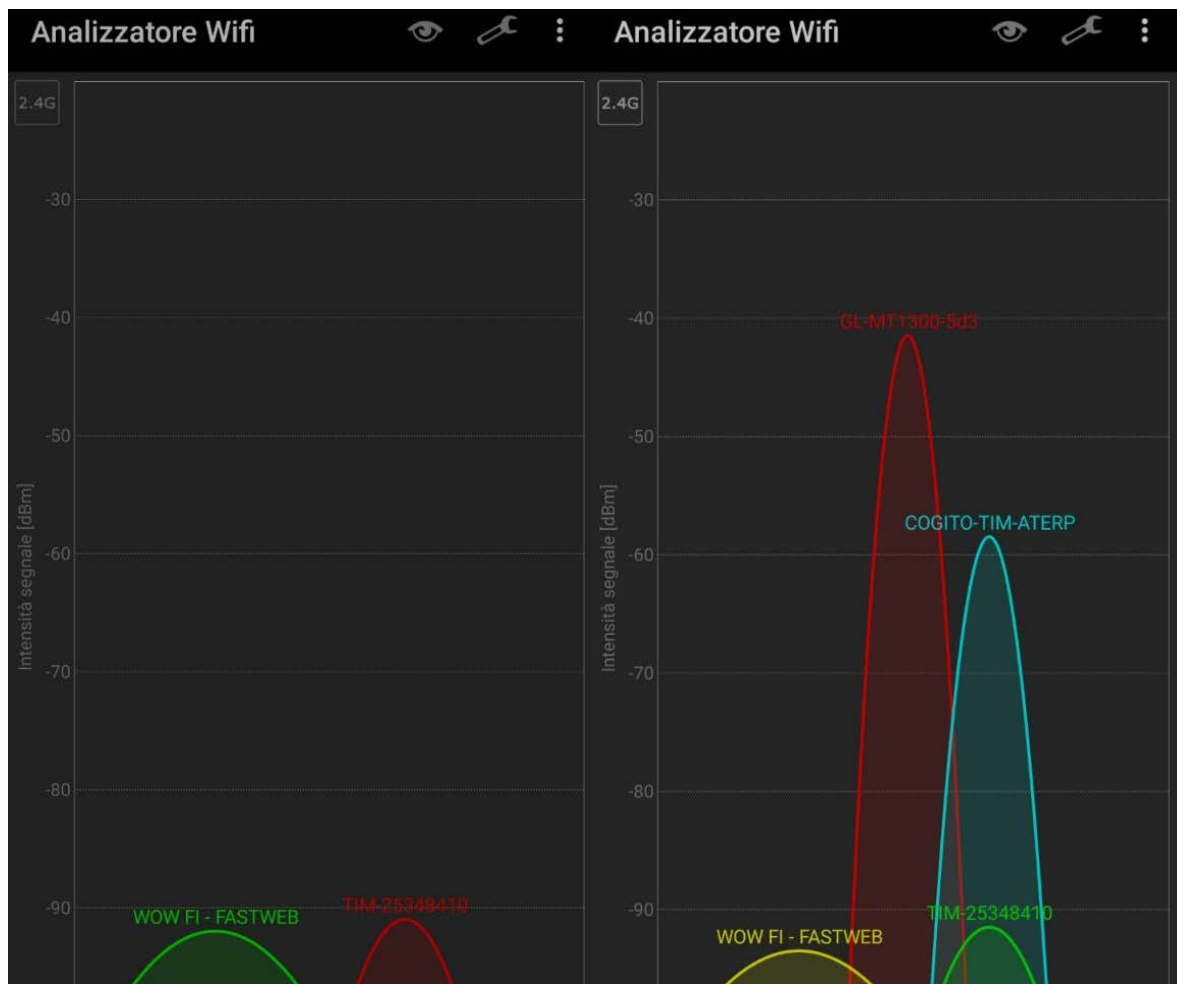 Analizzatore Wifi
2.4G
-30
-40
-50
-60
-70
-80
-90
Intensità segnale [dBm]
WOW FI - FASTWEB
TIM-25348410
Analizzatore Wifi
2.4G
-30
-40
-50
-60
-70
-80
-90
Intensità segnale [dBm]
GL-MT1300-5d3
COGITO-TIM-ATERP
TIM-25348410
WOW FI - FASTWEB